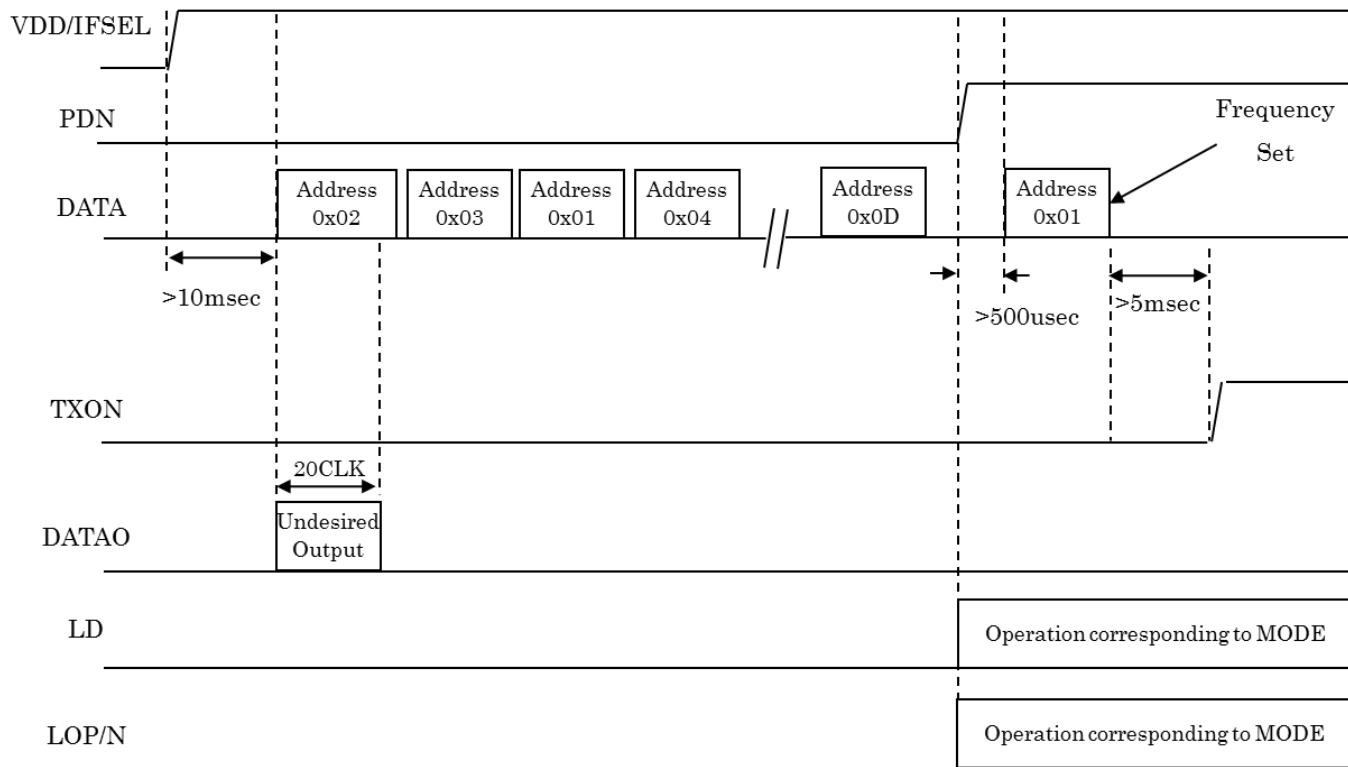 VDD/IFSEL
PDN
Frequency
Set
DATA
Address
0x02
Address
0x03
Address
0x01
Address
0x04
Address
0x0D
Address
0x01
>10msec
>500usec
>5msec
TXON
20CLK
DATAO
Undesired
Output
LD
Operation corresponding to MODE
LOP/N
Operation corresponding to MODE